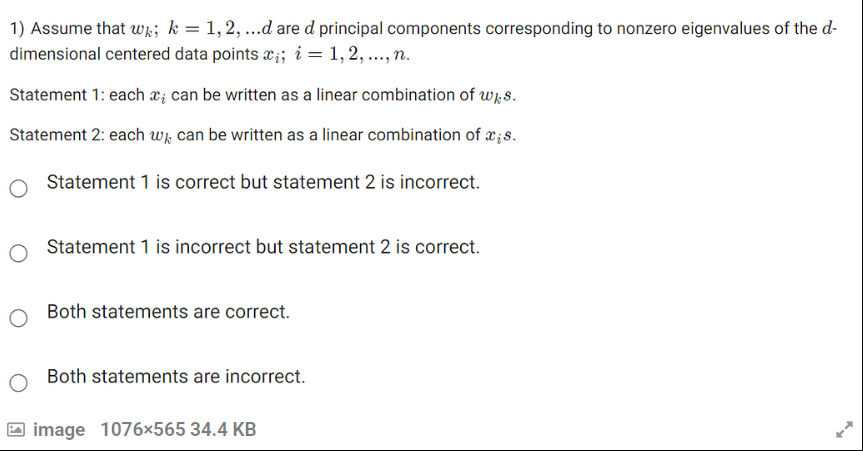 1) Assume that w_k; k = 1, 2, ...d are d principal components corresponding to nonzero eigenvalues of the d-
dimensional centered data points x_i; i = 1, 2, ..., n.
Statement 1: each x_i can be written as a linear combination of w_ks.
Statement 2: each w_k can be written as a linear combination of x_is.
Statement 1 is correct but statement 2 is incorrect.
Statement 1 is incorrect but statement 2 is correct.
Both statements are correct.
Both statements are incorrect.
image 1076×565 34.4 KB